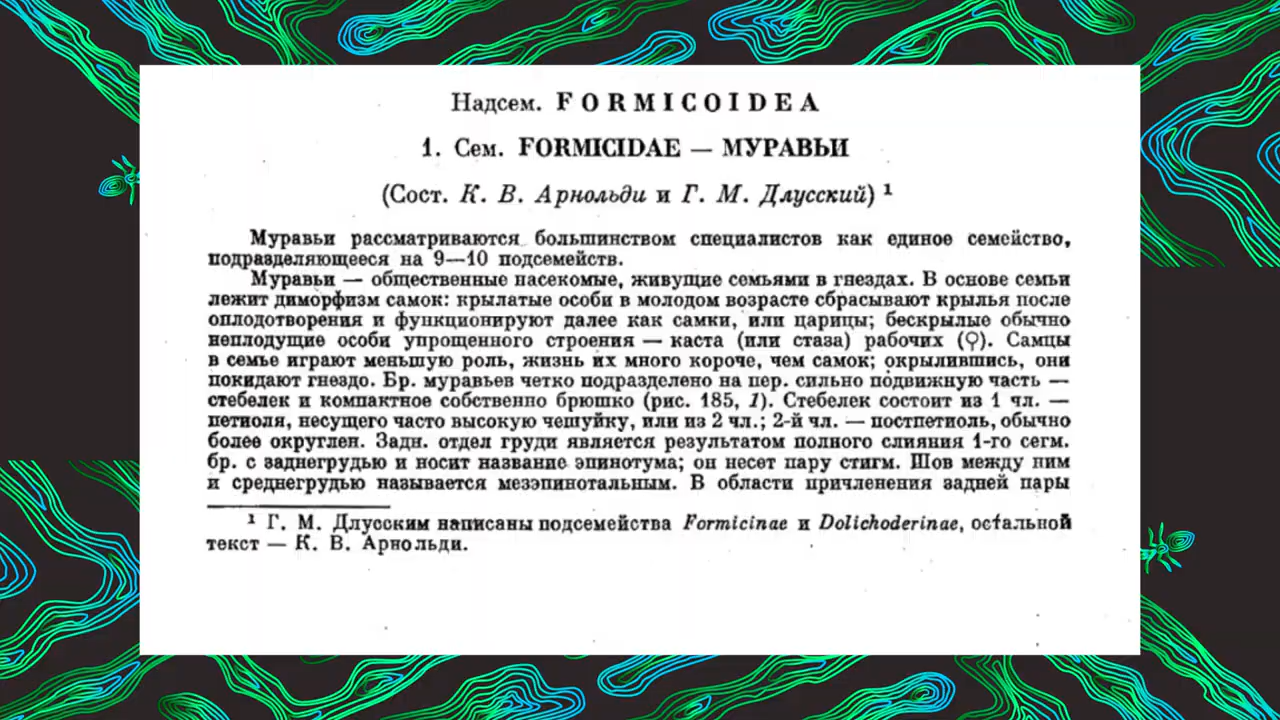 Надсем. FORMICOIDEA
1. Сем. FORMICIDAE — МУРАВЬИ
(Сост. К. В. Арнольди и Г. М. Длусский) ¹
Муравьи рассматриваются большинством специалистов как единое семейство,
подразделяющееся на 9—10 подсемейств.
Муравьи — общественные насекомые, живущие семьями в гнездах. В основе семьи
лежит диморфизм самок: крылатые особи в молодом возрасте сбрасывают крылья после
оплодотворения и функционируют далее как самки, или царицы; бескрылые обычно
неплодущие особи упрощенного строения — каста (или стаза) рабочих (☿). Самцы
в семье играют меньшую роль, жизнь их много короче, чем самок; окрылившись, они
покидают гнездо. Бр. муравьев четко подразделено на пер. сильно подвижную часть —
стебелек и компактное собственно брюшко (рис. 185, 1). Стебелек состоит из 1 чл. —
петиоля, несущего часто высокую чешуйку, или из 2 чл.; 2-й чл. — постпетиоль, обычно
более округлен. Задн. отдел груди является результатом полного слияния 1-го сегм.
бр. с заднегрудью и носит название эпинотума; он несет пару стигм. Шов между ним
и среднегрудью называется мезэпинотальным. В области причленения задней пары
¹ Г. М. Длусским написаны подсемейства Formicinae и Dolichoderinae, остальной
текст — К. В. Арнольди.